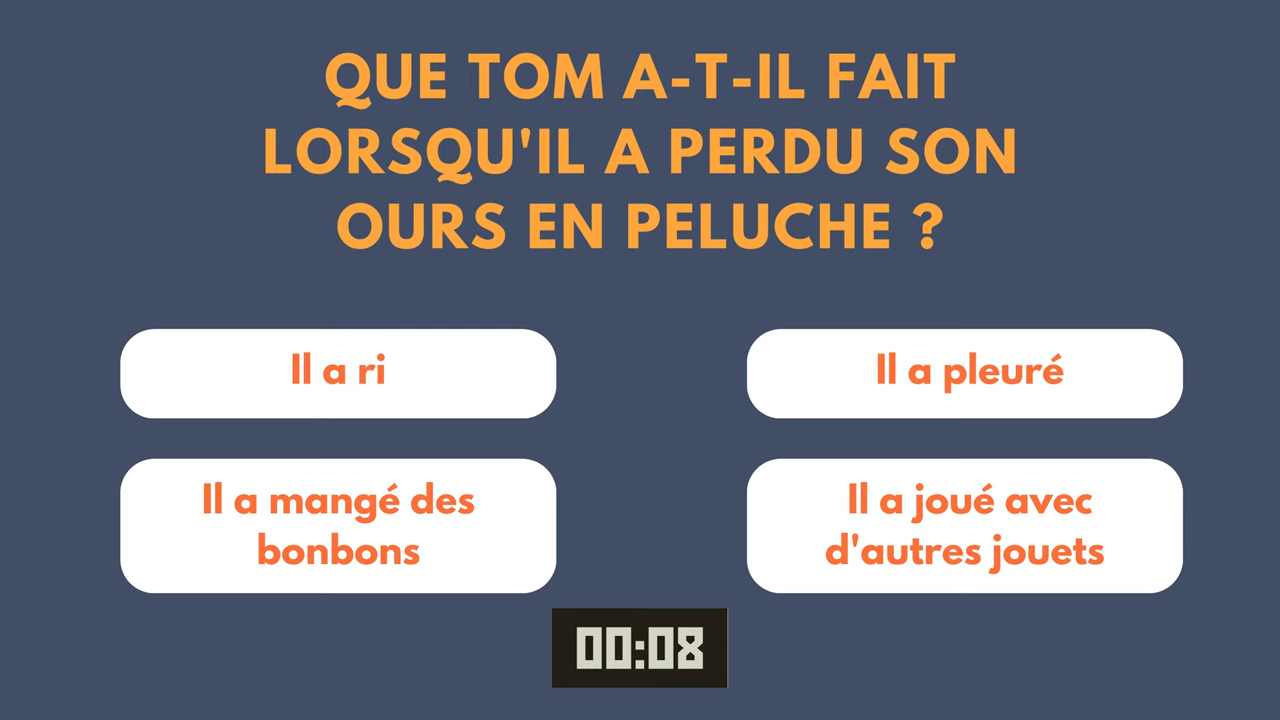 QUE TOM A-T-IL FAIT
LORSQU'IL A PERDU SON
OURS EN PELUCHE ?
Il a ri
Il a pleuré
Il a mangé des
bonbons
Il a joué avec
d'autres jouets
00:08